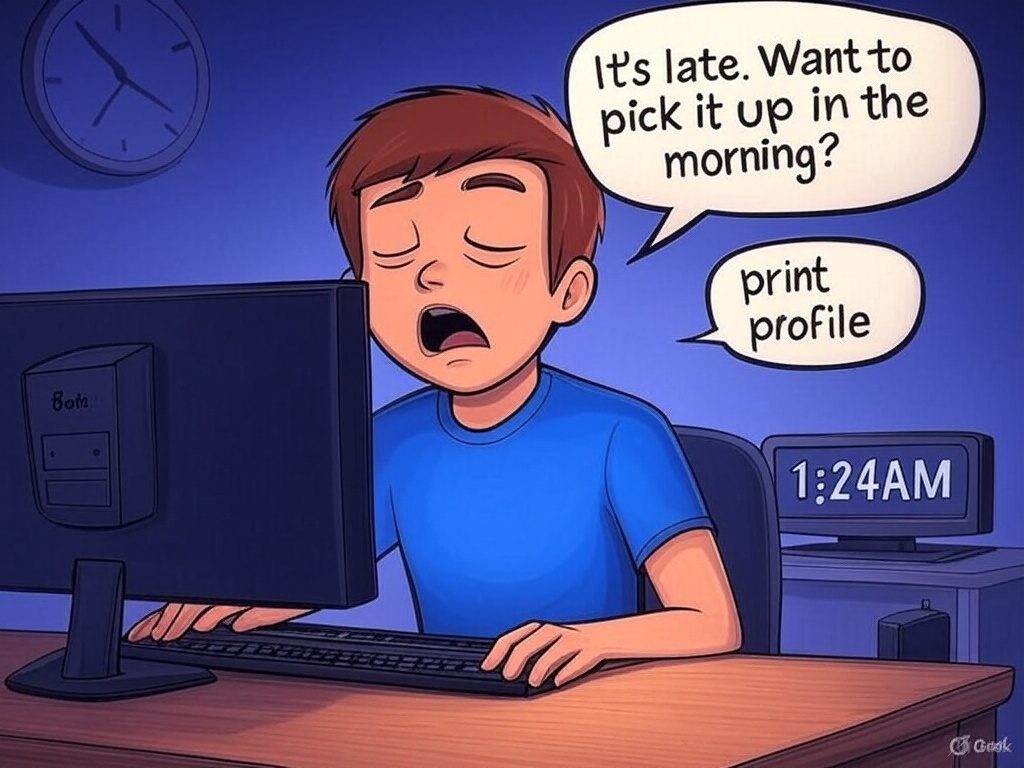 It's late. Want to
pick it up in the
morning?
print
profile
1:24AM